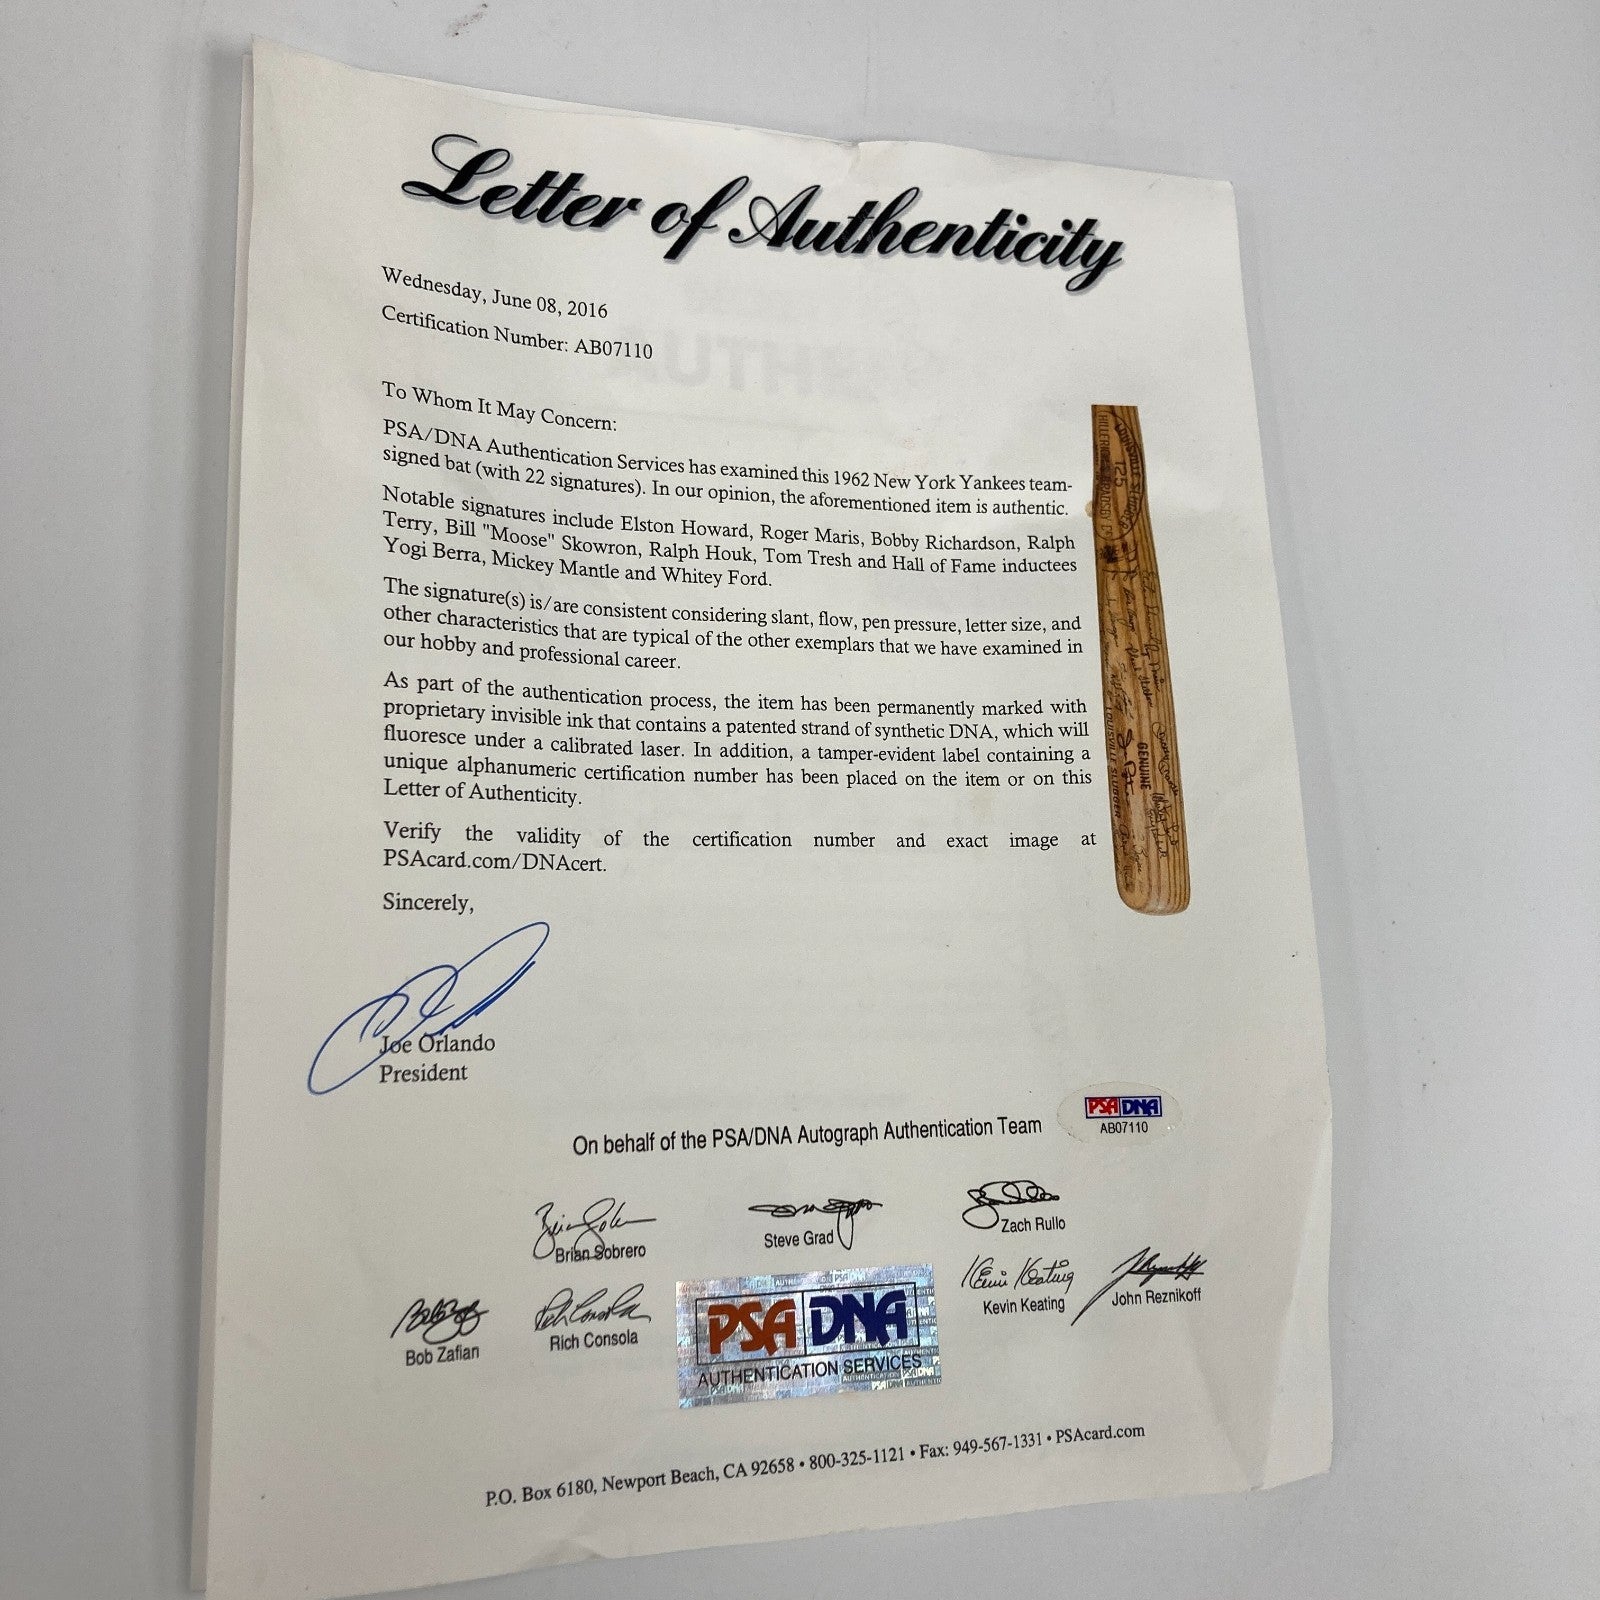 Letter of Authenticity
Wednesday, June 08, 2016
Certification Number: AB07110
To Whom It May Concern:
PSA/DNA Authentication Services has examined this 1962 New York Yankees team-
signed bat (with 22 signatures). In our opinion, the aforementioned item is authentic.
Notable signatures include Elston Howard, Roger Maris, Bobby Richardson, Ralph
Terry, Bill "Moose" Skowron, Ralph Houk, Tom Tresh and Hall of Fame inductees
Yogi Berra, Mickey Mantle and Whitey Ford.
The signature(s) is/are consistent considering slant, flow, pen pressure, letter size, and
other characteristics that are typical of the other exemplars that we have examined in
our hobby and professional career.
As part of the authentication process, the item has been permanently marked with
proprietary invisible ink that contains a patented strand of synthetic DNA, which will
fluoresce under a calibrated laser. In addition, a tamper-evident label containing a
unique alphanumeric certification number has been placed on the item or on this
Letter of Authenticity.
Verify the validity of the certification number and exact image at
PSAcard.com/DNAcert.
Sincerely,
Joe Orlando
President
T25
GENUINE
LOUISVILLE SLUGGER
PSA DNA
AB07110
On behalf of the PSA/DNA Autograph Authentication Team
Brian Sobrero
Steve Grad
Zach Rullo
Kevin Keating
Kevin Keating
John Reznikoff
Bob Zafian
Rich Consola
PSA DNA
AUTHENTICATION SERVICES
P.O. Box 6180, Newport Beach, CA 92658 • 800-325-1121 • Fax: 949-567-1331 • PSAcard.com